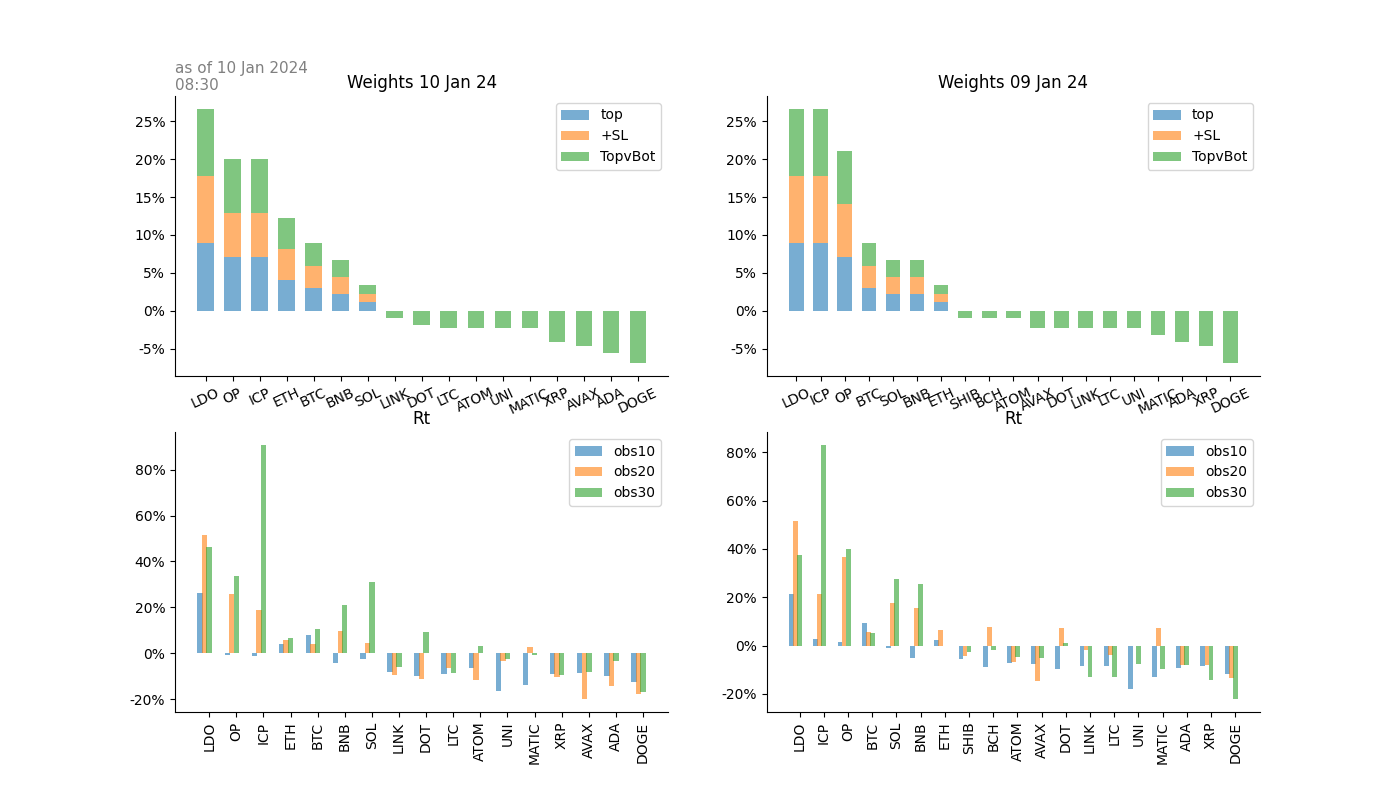 as of 10 Jan 2024
08:30
Weights 10 Jan 24
25%
20%
15%
10%
5%
0%
-5%
top
+SL
TopvBot
LDO OP ICP ETH BTC BNB SOL LINK DOT LTC ATOM UNI MATIC XRP AVAX ADA DOGE
Weights 09 Jan 24
25%
20%
15%
10%
5%
0%
-5%
top
+SL
TopvBot
LDO ICP OP BTC SOL BNB ETH SHIB BCH ATOM AVAX DOT LINK LTC UNI MATIC ADA XRP DOGE
Rt
80%
60%
40%
20%
0%
-20%
obs10
obs20
obs30
LDO OP ICP ETH BTC BNB SOL LINK DOT LTC ATOM UNI MATIC XRP AVAX ADA DOGE
Rt
80%
60%
40%
20%
0%
-20%
obs10
obs20
obs30
LDO ICP OP BTC SOL BNB ETH SHIB BCH ATOM AVAX DOT LINK LTC UNI MATIC ADA XRP DOGE